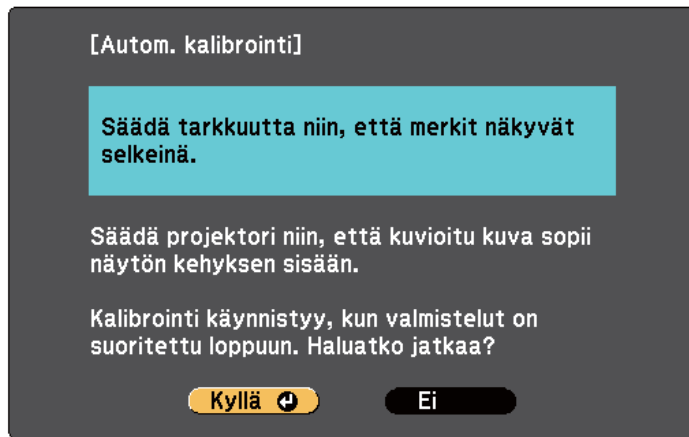 [Autom. kalibrointi]
Säädä tarkkuutta niin, että merkit näkyvät
selkeinä.
Säädä projektori niin, että kuvioitu kuva sopii
näytön kehyksen sisään.
Kalibrointi käynnistyy, kun valmistelut on
suoritettu loppuun. Haluatko jatkaa?
Kyllä Ei